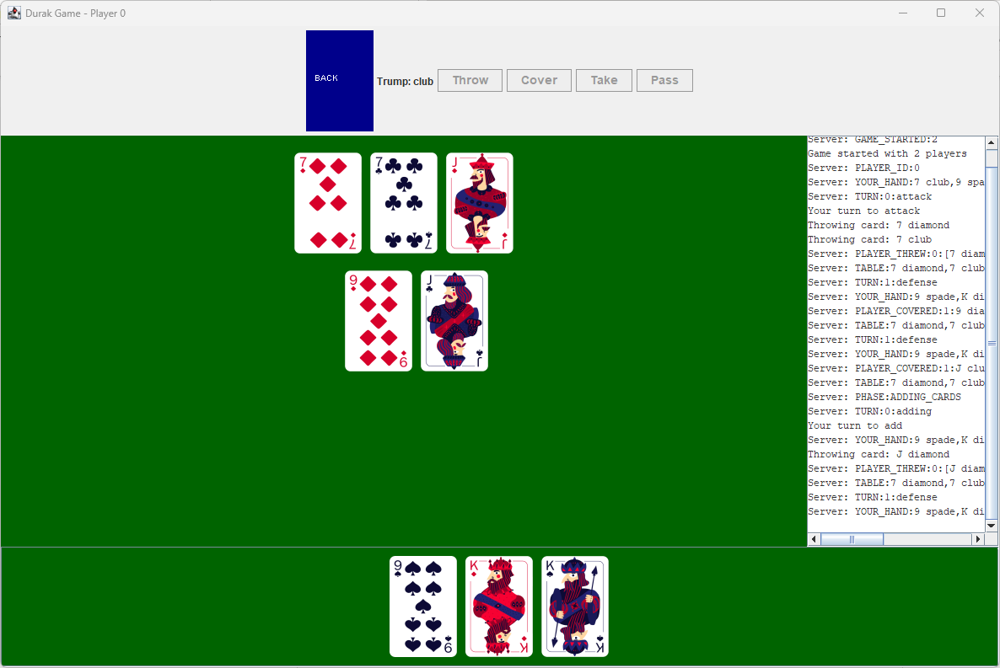 Durak Game - Player 0
BACK
Trump: club
Throw
Cover
Take
Pass
7
7
7
7
J
J
9
9
J
J
Server: GAME_STARTED:2
Game started with 2 players
Server: PLAYER_ID:0
Server: YOUR_HAND:7 club,9 spa
Server: TURN:0:attack
Your turn to attack
Throwing card: 7 diamond
Throwing card: 7 club
Server: PLAYER_THREW:0:[7 diam
Server: TABLE:7 diamond,7 club
Server: TURN:1:defense
Server: YOUR_HAND:9 spade,K di
Server: PLAYER_COVERED:1:9 dia
Server: TABLE:7 diamond,7 club
Server: TURN:1:defense
Server: YOUR_HAND:9 spade,K di
Server: PLAYER_COVERED:1:J clu
Server: TABLE:7 diamond,7 club
Server: PHASE:ADDING_CARDS
Server: TURN:0:adding
Your turn to add
Server: YOUR_HAND:9 spade,K di
Throwing card: J diamond
Server: PLAYER_THREW:0:[J diam
Server: TABLE:7 diamond,7 club
Server: TURN:1:defense
Server: YOUR_HAND:9 spade,K di
9
9
K
K
K
K